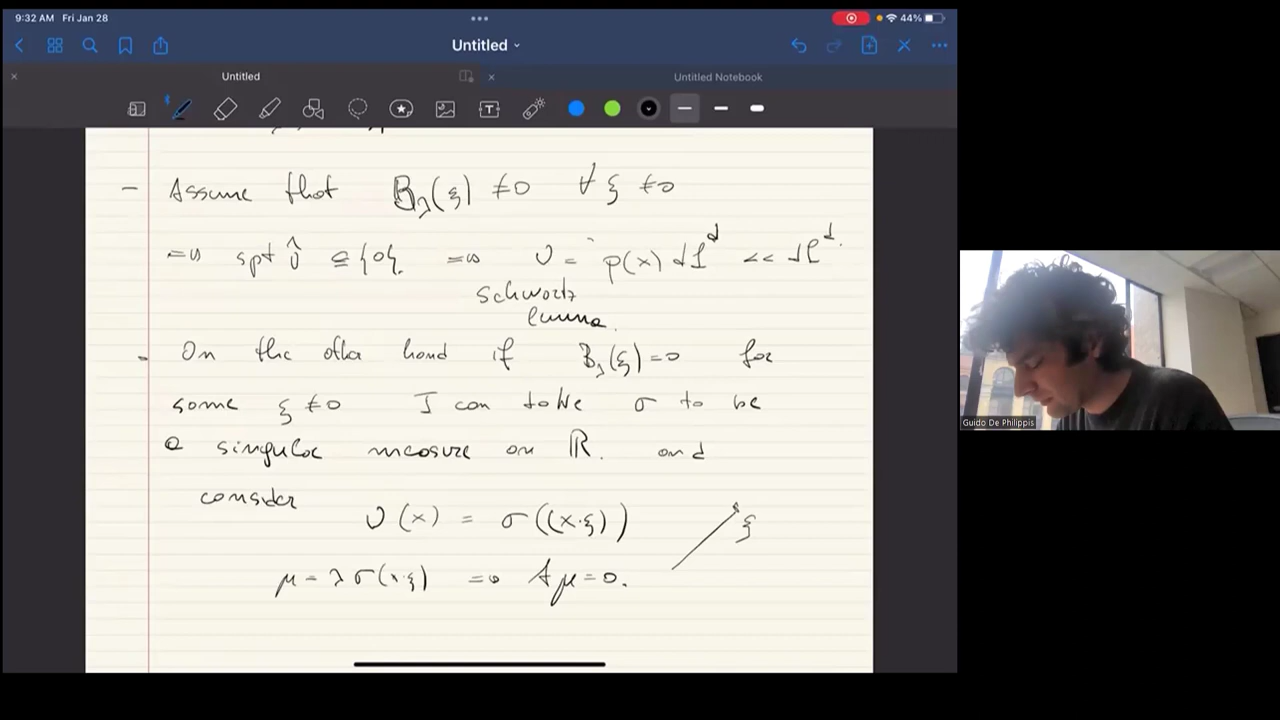 9:32 AM Fri Jan 28
44%
Untitled
Untitled
Untitled Notebook
- Assume that B_λ(ξ) ≠0 ∀ ξ ≠0
=> spt ν̂ ⊆ {0}. => ν = p(x) dL^d << L^d.
Schwartz
lemma.
- On the other hand if B_λ(ξ)=0 for
some ξ ≠0 I can take σ to be
a singular measure on ℝ. and
consider
ν(x) = σ((x·ξ)) ξ
μ = λ σ(x·ξ) => A μ = 0.
Guido De Philippis